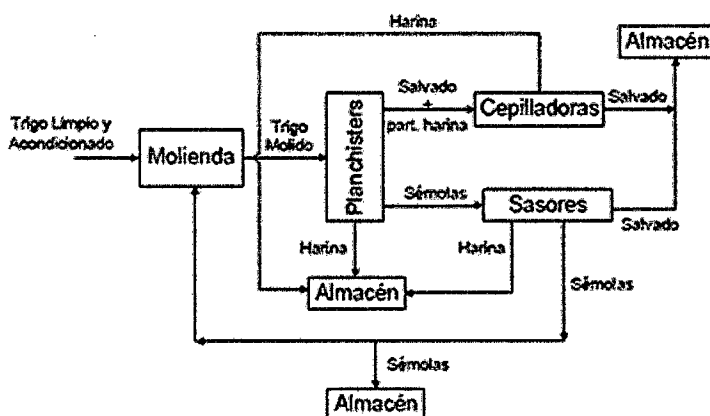 Harina
Almacén
Salvado
+
part. harina
Cepilladoras
Salvado
Trigo Limpio y
Acondicionado
Molienda
Trigo
Molido
Planchisters
Sémolas
Sasores
Salvado
Harina
Harina
Almacén
Sémolas
Sémolas
Almacén